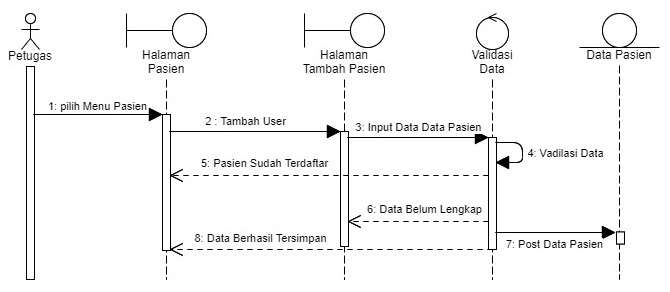 Petugas
Halaman
Pasien
Halaman
Tambah Pasien
Validasi
Data
Data Pasien
1: pilih Menu Pasien
2 : Tambah User
3: Input Data Data Pasien
4: Vadilasi Data
5: Pasien Sudah Terdaftar
6: Data Belum Lengkap
7: Post Data Pasien
8: Data Berhasil Tersimpan